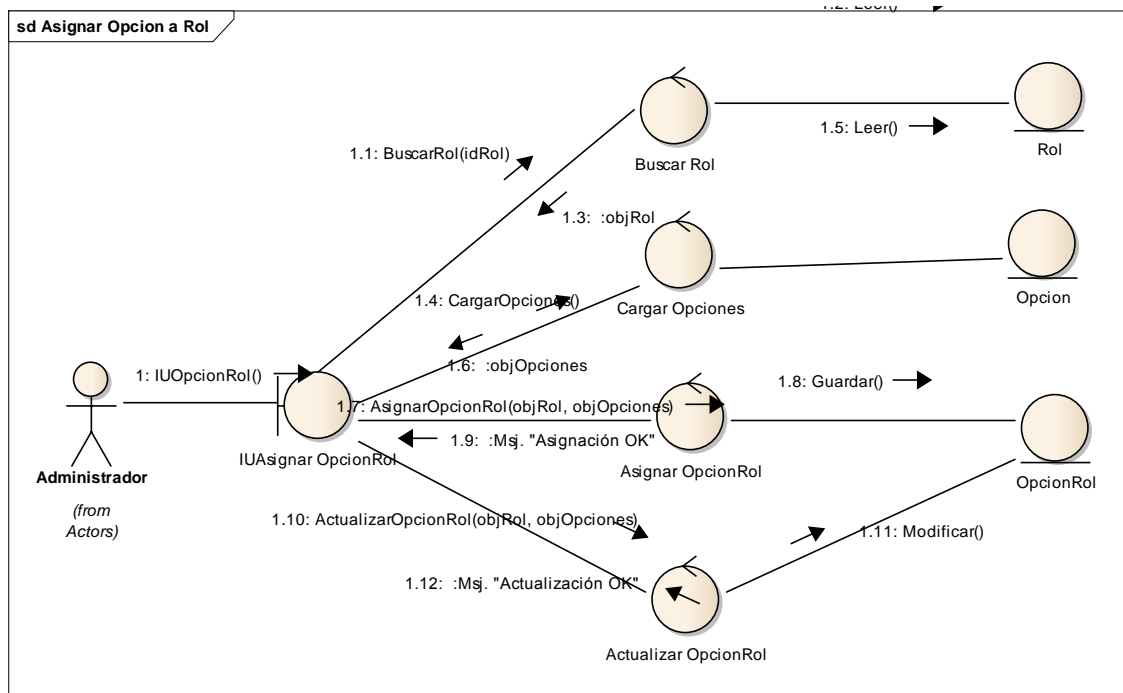 1.2: Leer()
sd Asignar Opcion a Rol
1.5: Leer()
1.1: BuscarRol(idRol)
Buscar Rol
Rol
1.3: :objRol
1.4: CargarOpciones()
Cargar Opciones
Opcion
1.6: :objOpciones
1: IUOpcionRol()
1.8: Guardar()
1.7: AsignarOpcionRol(objRol, objOpciones)
1.9: :Msj. "Asignación OK"
IUAsignar OpcionRol
Asignar OpcionRol
OpcionRol
Administrador
(from
Actors)
1.10: ActualizarOpcionRol(objRol, objOpciones)
1.11: Modificar()
1.12: :Msj. "Actualización OK"
Actualizar OpcionRol